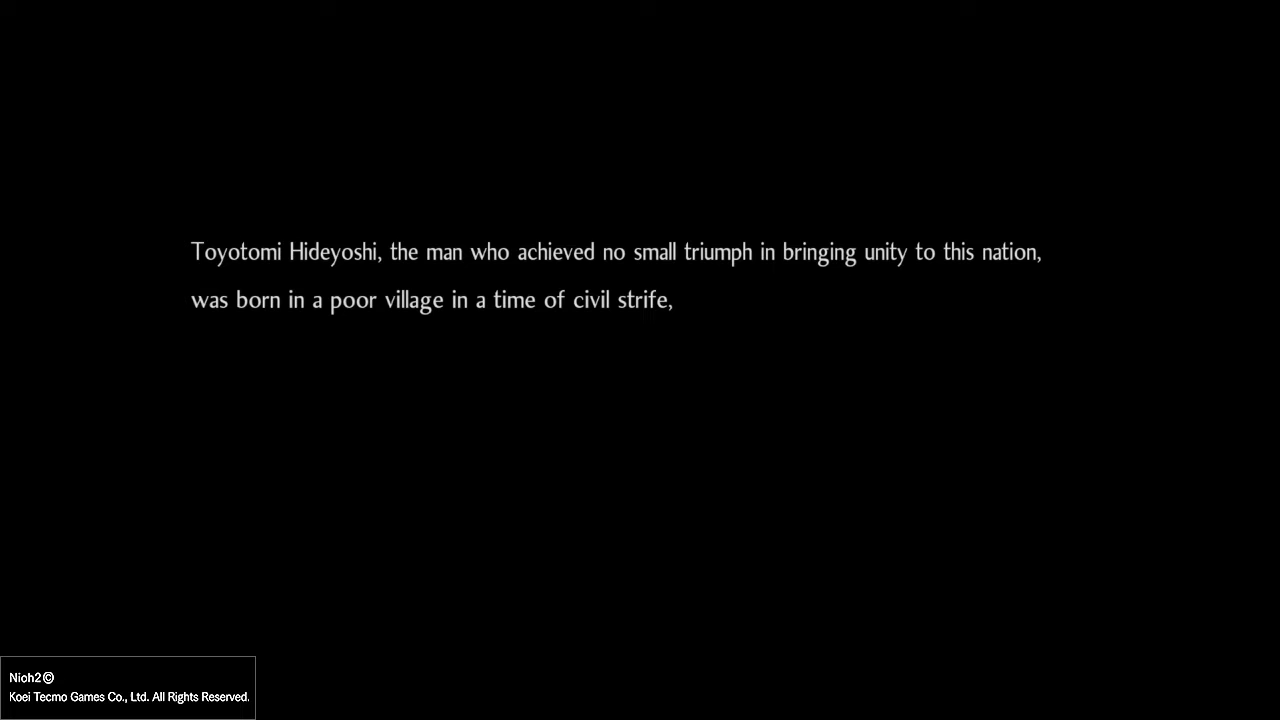 Toyotomi Hideyoshi, the man who achieved no small triumph in bringing unity to this nation,
was born in a poor village in a time of civil strife,
Nioh2©
Koei Tecmo Games Co., Ltd. All Rights Reserved.